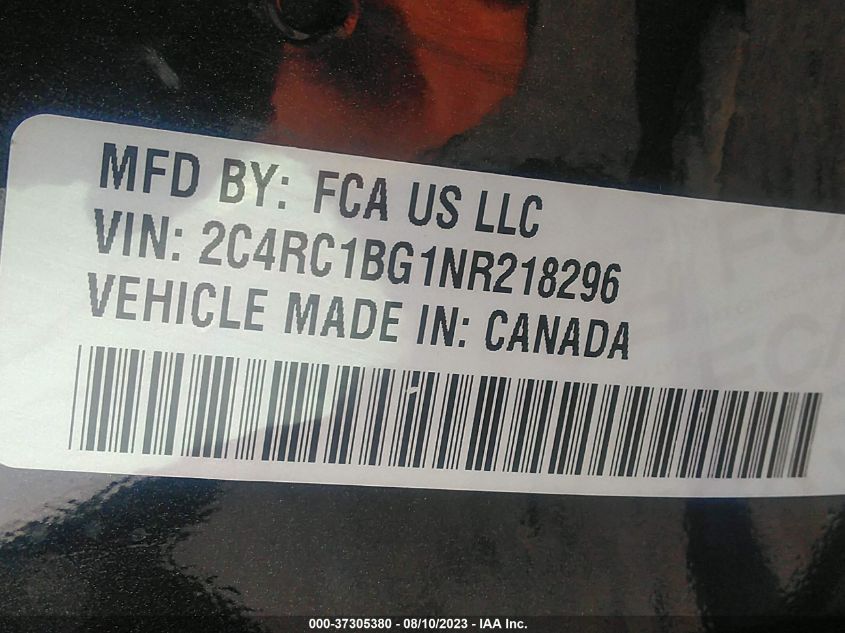 MFD BY: FCA US LLC
VIN: 2C4RC1BG1NR218296
VEHICLE MADE IN: CANADA
000-37305380 - 08/10/2023 - IAA Inc.